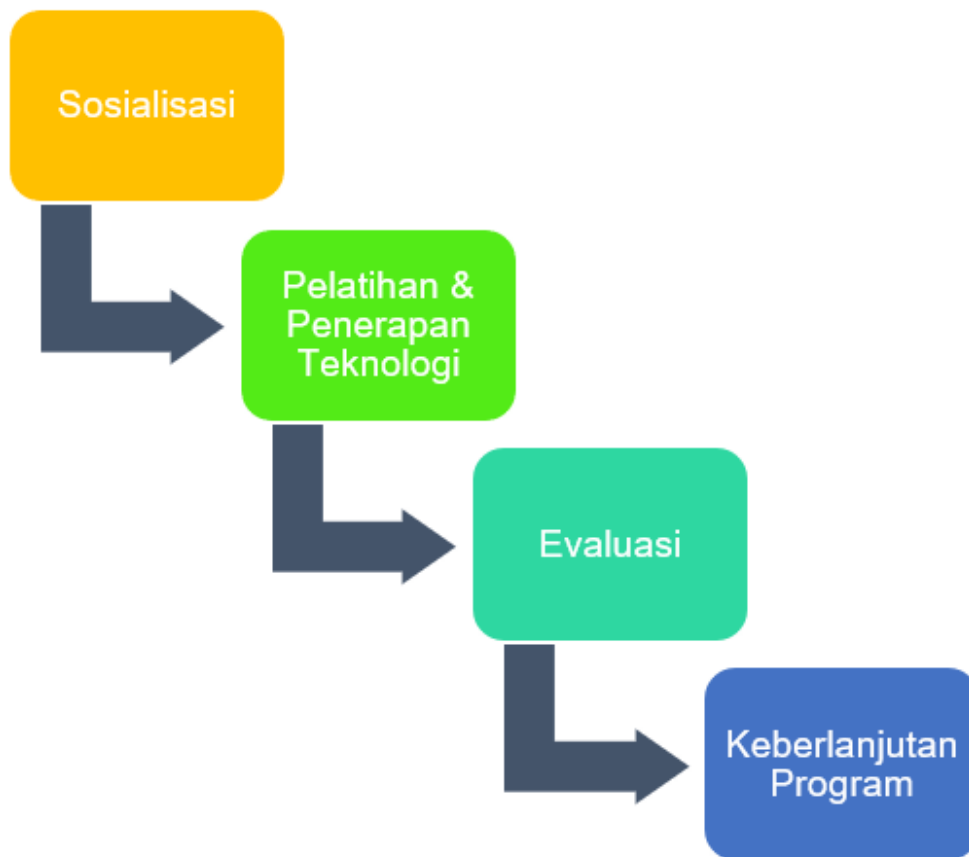 Sosialisasi
Pelatihan &
Penerapan
Teknologi
Evaluasi
Keberlanjutan
Program